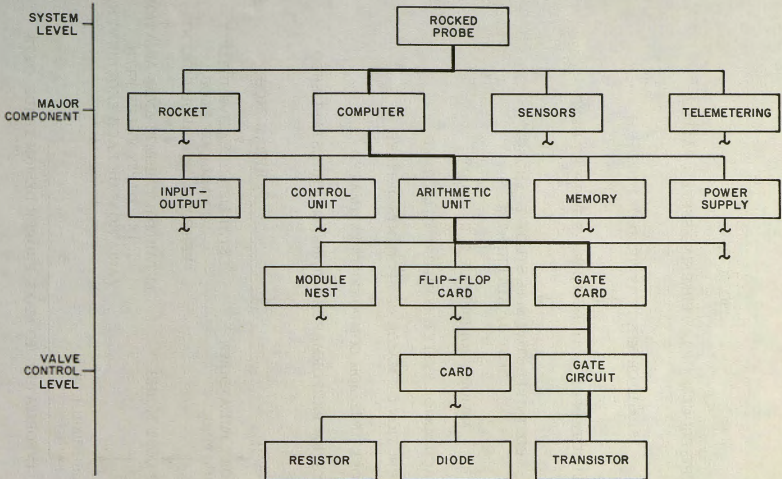 SYSTEM
LEVEL
ROCKED
PROBE
MAJOR
COMPONENT
ROCKET
COMPUTER
SENSORS
TELEMETERING
INPUT-
OUTPUT
CONTROL
UNIT
ARITHMETIC
UNIT
MEMORY
POWER
SUPPLY
MODULE
NEST
FLIP-FLOP
CARD
GATE
CARD
VALVE
CONTROL
LEVEL
CARD
GATE
CIRCUIT
RESISTOR
DIODE
TRANSISTOR